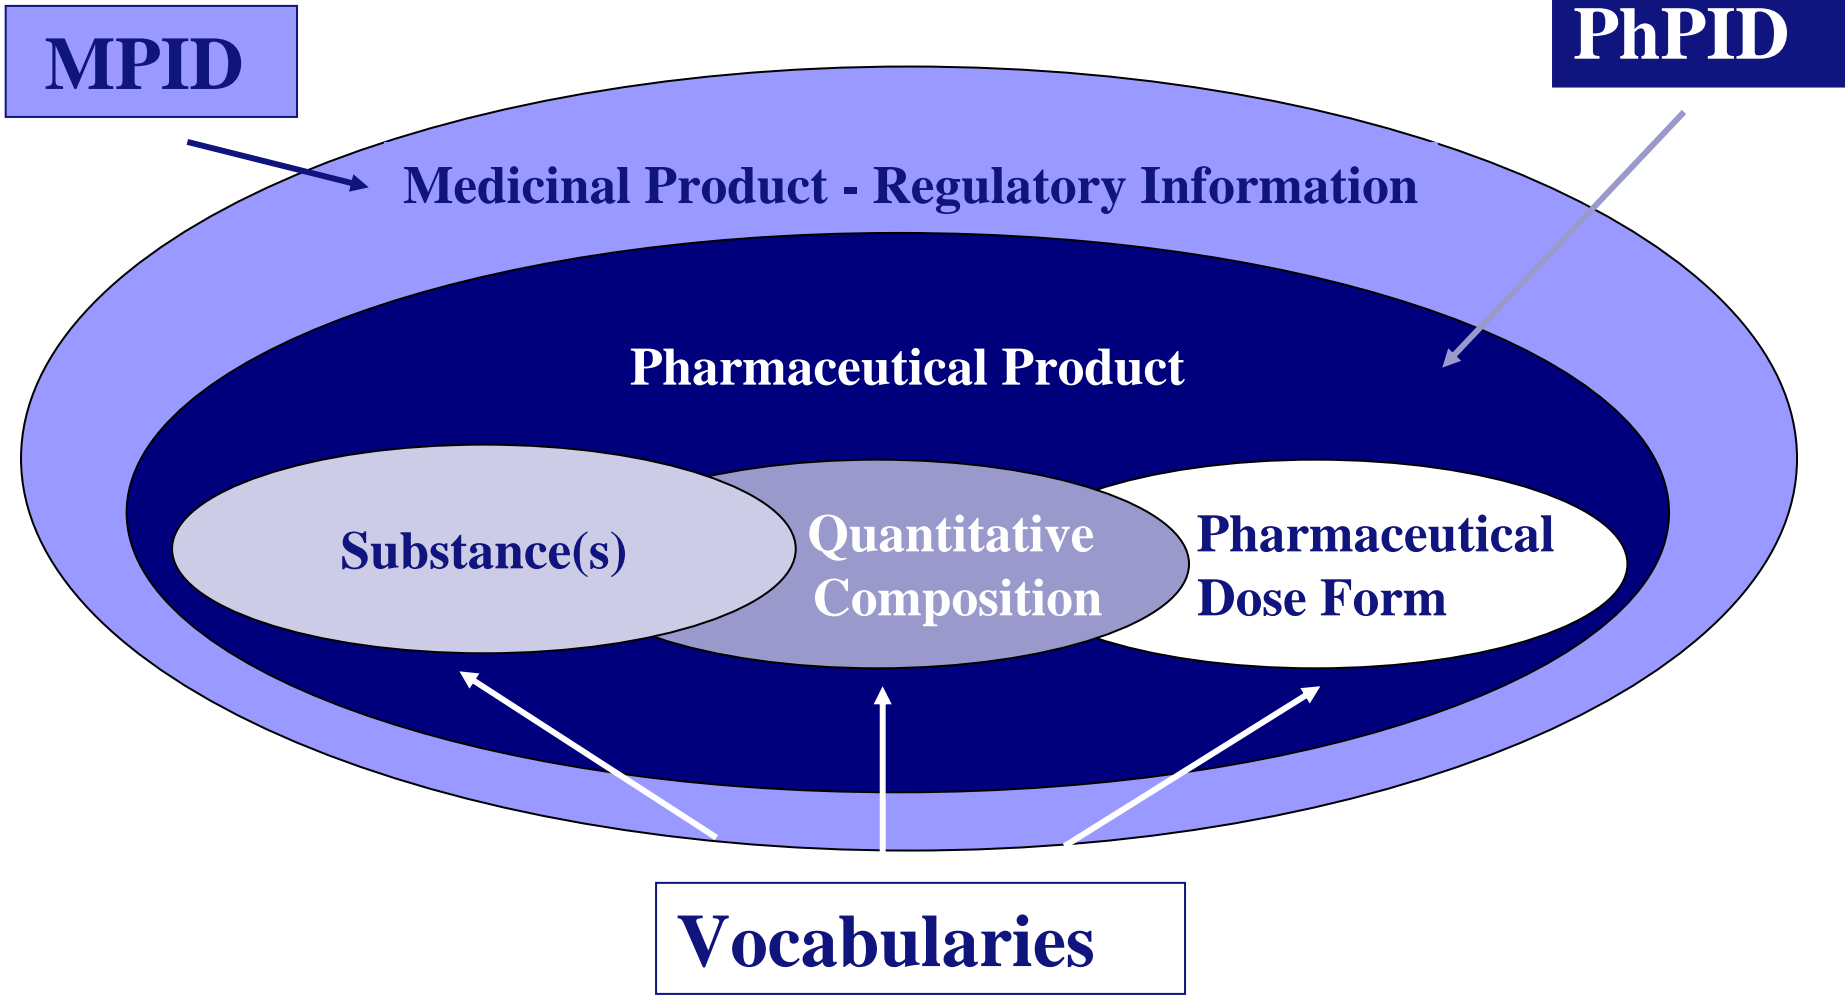 MPID
PhPID
Medicinal Product - Regulatory Information
Pharmaceutical Product
Substance(s)
Quantitative
Composition
Pharmaceutical
Dose Form
Vocabularies